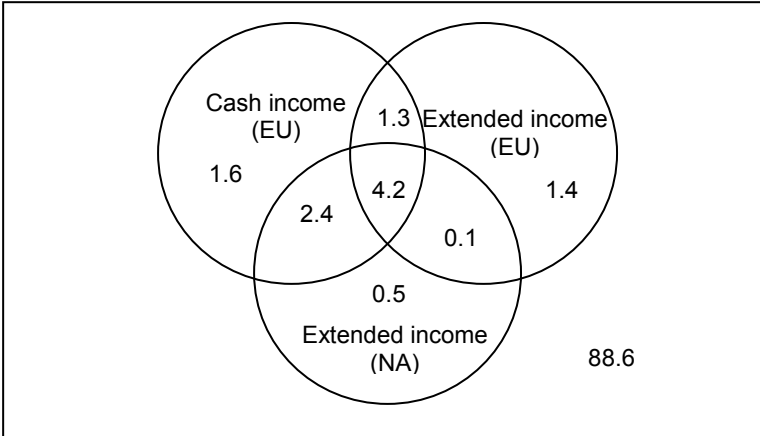 Cash income
(EU)
1.3
Extended income
(EU)
1.6
4.2
1.4
2.4
0.1
0.5
Extended income
(NA)
88.6